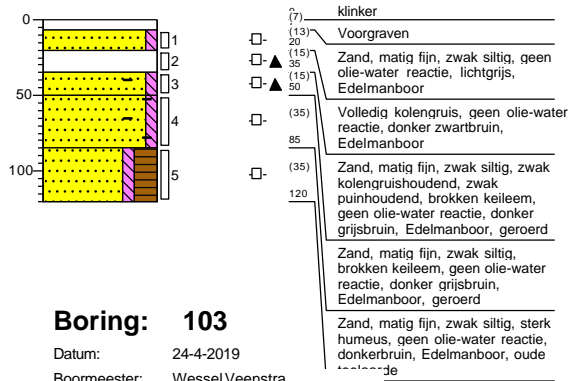 0
50
100
1
2
3
4
5
0
(7)
(13)
20
(15)
35
(15)
50
(35)
85
(35)
120
klinker
Voorgraven
Zand, matig fijn, zwak siltig, geen
olie-water reactie, lichtgrijs,
Edelmanboor
Volledig kolengruis, geen olie-water
reactie, donker zwartbruin,
Edelmanboor
Zand, matig fijn, zwak siltig, zwak
kolengruishoudend, zwak
puinhoudend, brokken keileem,
geen olie-water reactie, donker
grijsbruin, Edelmanboor, geroerd
Zand, matig fijn, zwak siltig,
brokken keileem, geen olie-water
reactie, donker grijsbruin,
Edelmanboor, geroerd
Zand, matig fijn, zwak siltig, sterk
humeus, geen olie-water reactie,
donkerbruin, Edelmanboor, oude
Boring: 103
Datum: 24-4-2019
Boormeester: Wessel Veenstra